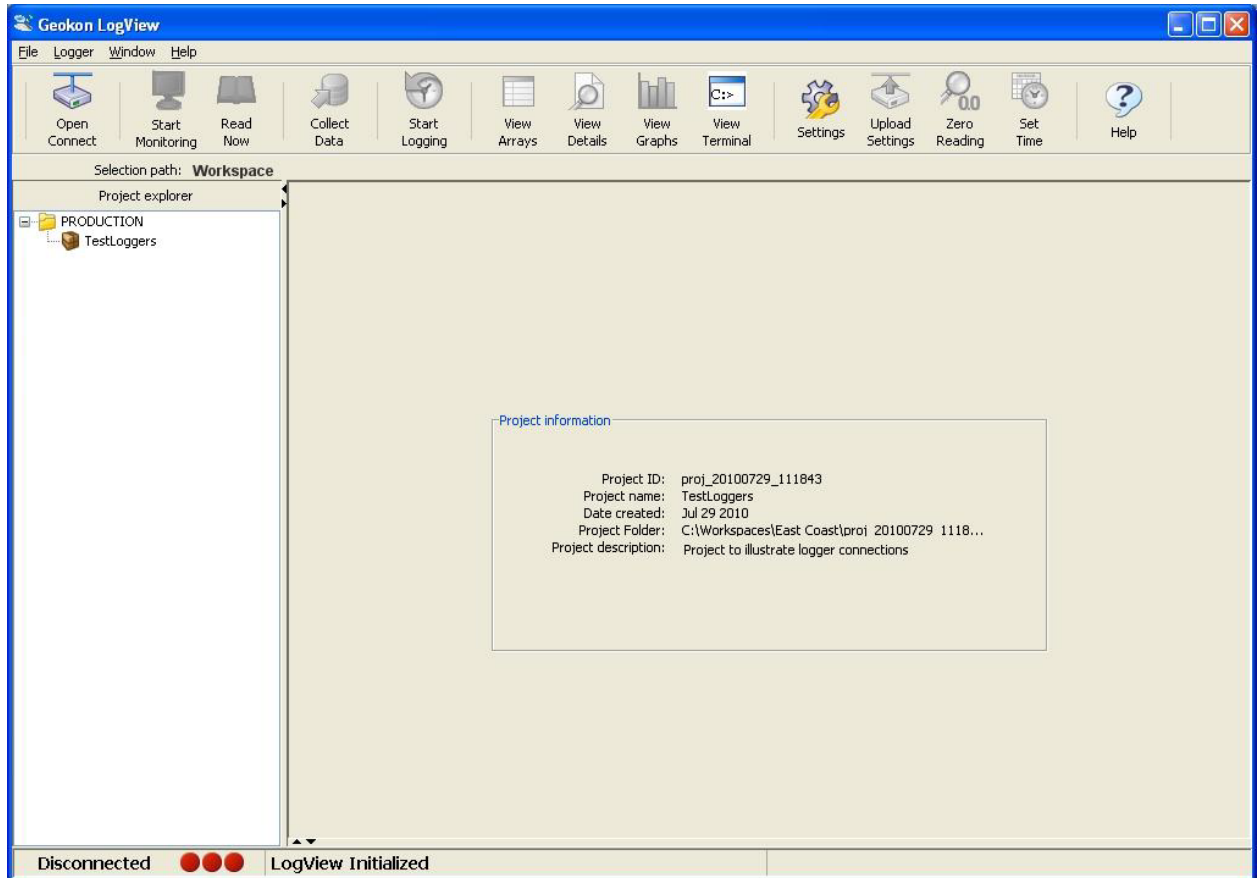 Geokon LogView
File Logger Window Help
C:>
0.0
Open Connect
Start Monitoring
Read Now
Collect Data
Start Logging
View Arrays
View Details
View Graphs
View Terminal
Settings
Upload Settings
Zero Reading
Set Time
Help
Selection path: Workspace
Project explorer
PRODUCTION
TestLoggers
Project information
Project ID: proj_20100729_111843
Project name: TestLoggers
Date created: Jul 29 2010
Project Folder: C:\Workspaces\East Coast\proj_20100729_1118...
Project description: Project to illustrate logger connections
Disconnected LogView Initialized